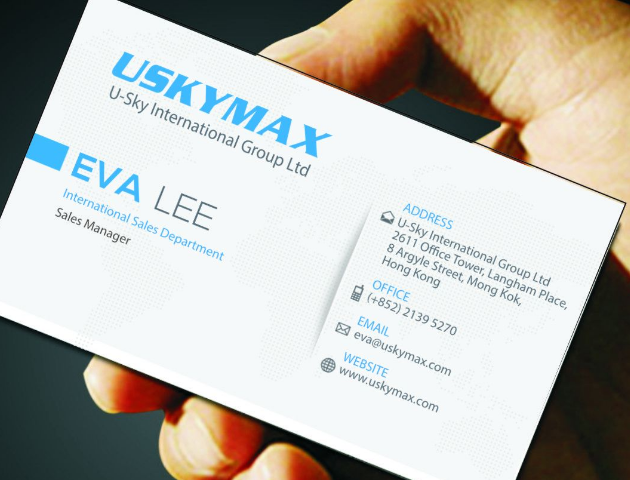 USKYMAX
U-Sky International Group Ltd
EVA LEE
International Sales Department
Sales Manager
ADDRESS
U-Sky International Group Ltd
2611 Office Tower, Langham Place,
8 Argyle Street, Mong Kok,
Hong Kong
OFFICE
(+852) 2139 5270
EMAIL
eva@uskymax.com
WEBSITE
www.uskymax.com